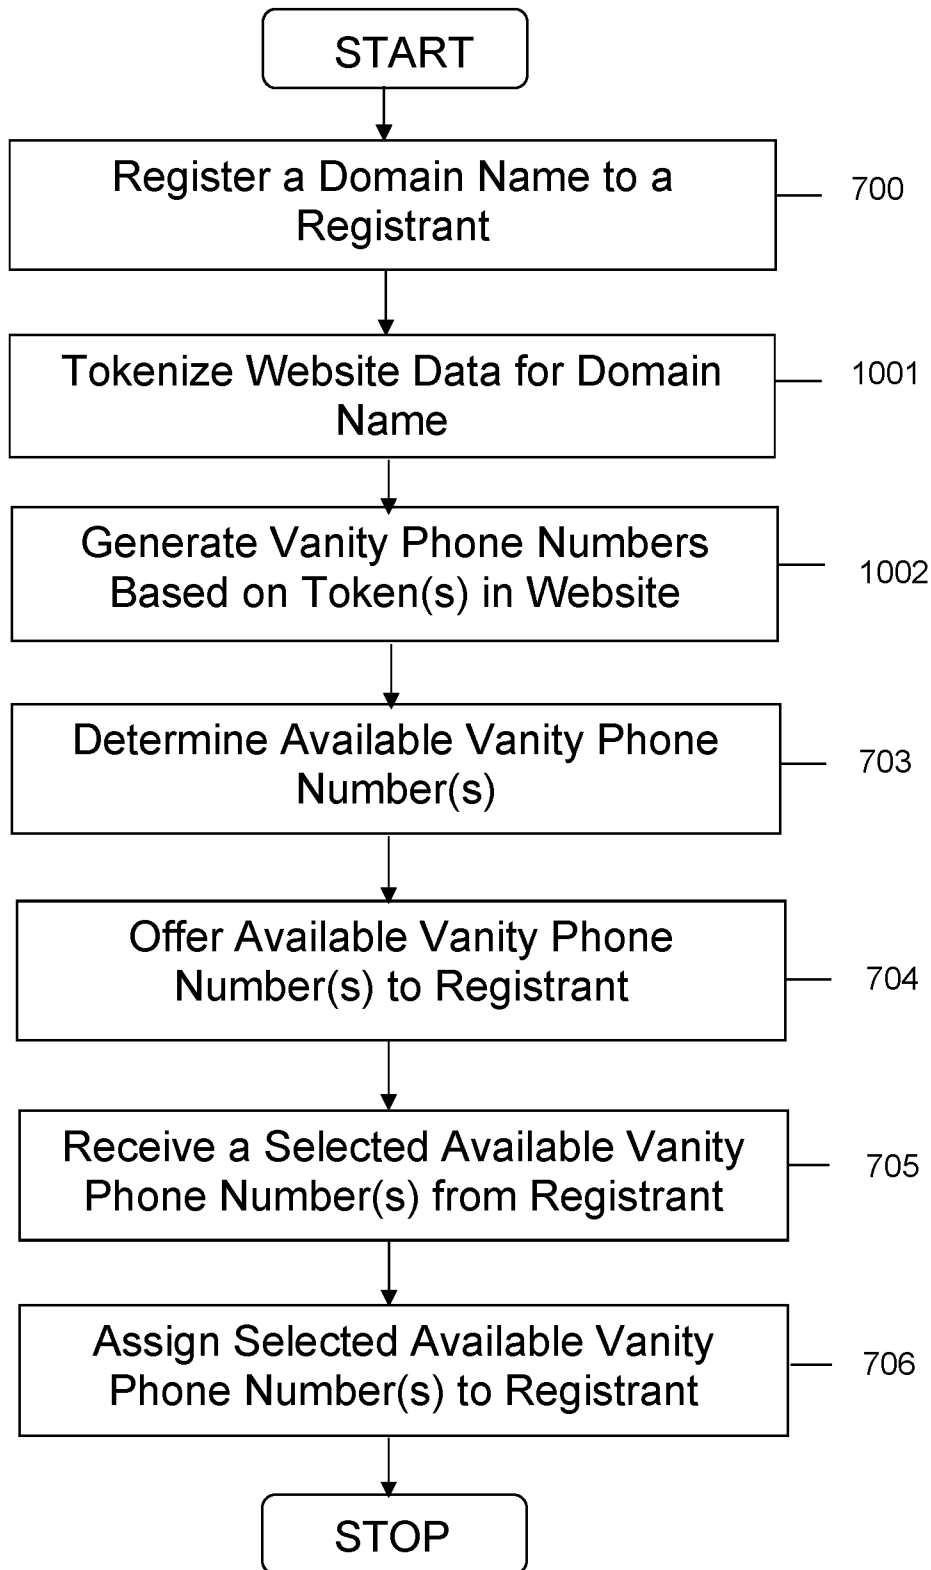 START
Register a Domain Name to a
Registrant
700
Tokenize Website Data for Domain
Name
1001
Generate Vanity Phone Numbers
Based on Token(s) in Website
1002
Determine Available Vanity Phone
Number(s)
703
Offer Available Vanity Phone
Number(s) to Registrant
704
Receive a Selected Available Vanity
Phone Number(s) from Registrant
705
Assign Selected Available Vanity
Phone Number(s) to Registrant
706
STOP